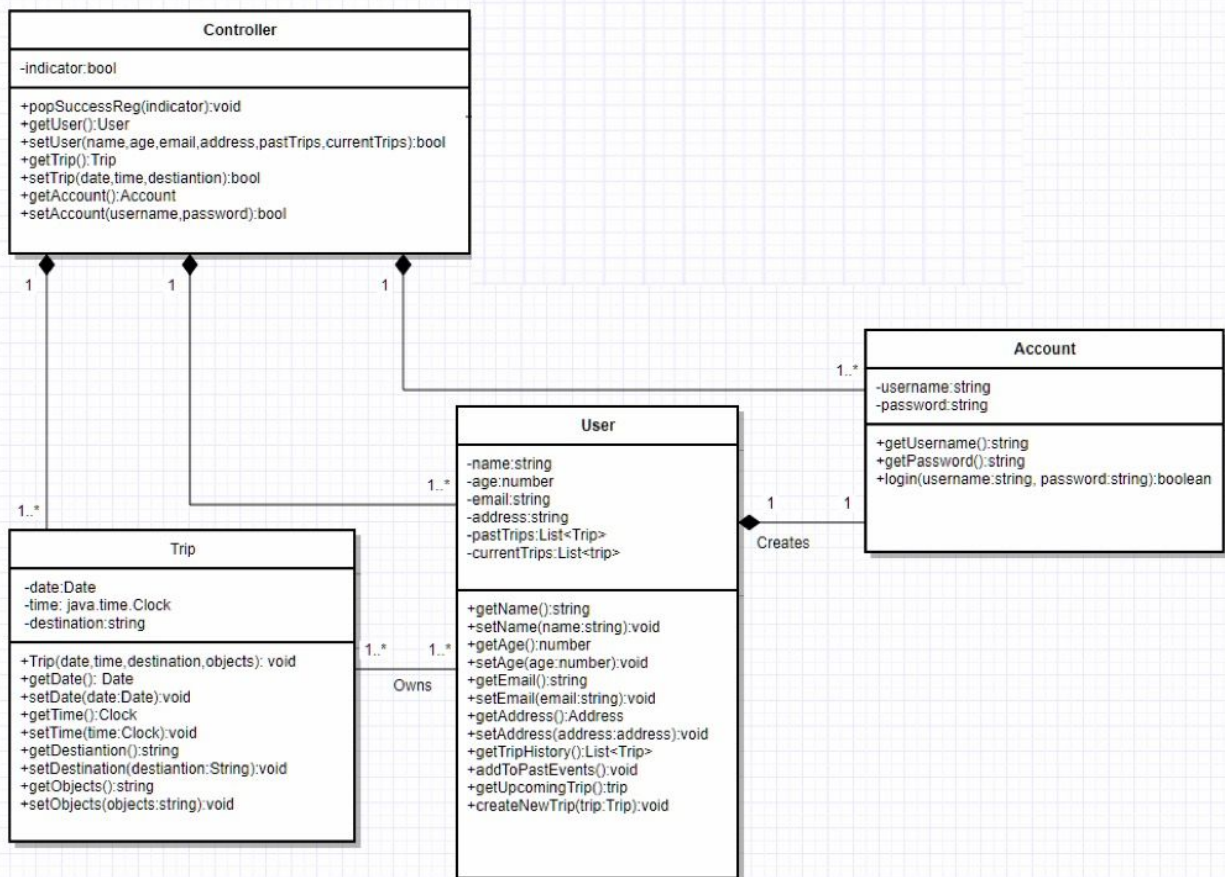 Controller
-indicator:bool
+popSuccessReg(indicator):void
+getUser():User
+setUser(name,age,email,address,pastTrips,currentTrips):bool
+getTrip():Trip
+setTrip(date,time,destiantion):bool
+getAccount():Account
+setAccount(username,password):bool
1
1
1
1..*
Account
-username:string
-password:string
+getUsername():string
+getPassword():string
+login(username:string, password:string):boolean
1..*
User
-name:string
-age:number
-email:string
-address:string
-pastTrips:List<Trip>
-currentTrips:List<trip>
+getName():string
+setName(name:string):void
+getAge():number
+setAge(age:number):void
+getEmail():string
+setEmail(email:string):void
+getAddress():Address
+setAddress(address:address):void
+getTripHistory():List<Trip>
+addToPastEvents():void
+getUpcomingTrip():trip
+createNewTrip(trip:Trip):void
1
1
Creates
1..*
Trip
-date:Date
-time: java.time.Clock
-destination:string
+Trip(date,time,destination,objects): void
+getDate(): Date
+setDate(date:Date):void
+getTime():Clock
+setTime(time:Clock):void
+getDestiantion():string
+setDestination(destiantion:String):void
+getObjects():string
+setObjects(objects:string):void
1..*
1..*
Owns